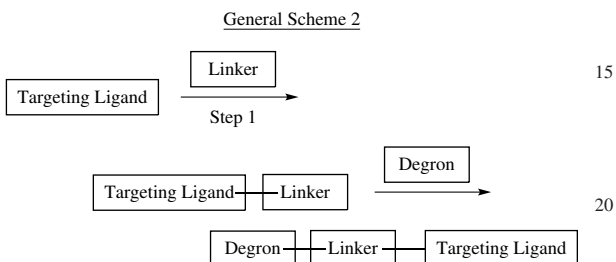 General Scheme 2
Linker
15
Targeting Ligand
Step 1
Degron
Targeting Ligand Linker
20
Degron Linker Targeting Ligand